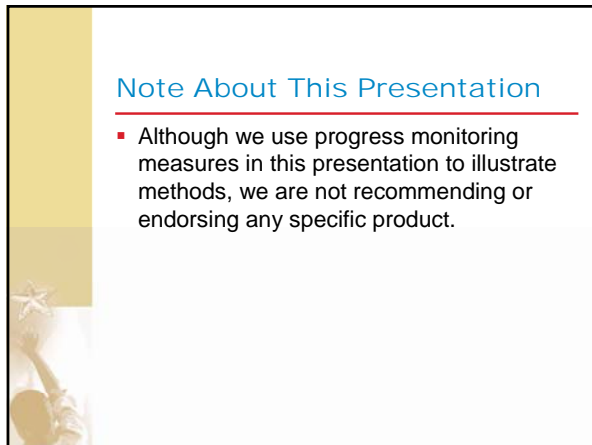 Note About This Presentation
▪ Although we use progress monitoring
measures in this presentation to illustrate
methods, we are not recommending or
endorsing any specific product.